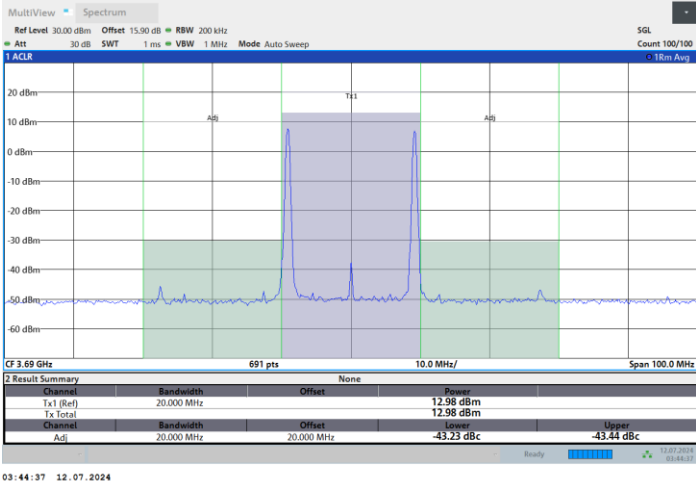 MultiView Spectrum
Ref Level 30.00 dBm Offset 15.90 dB RBW 200 kHz SGL
Att 30 dB SWT 1 ms VBW 1 MHz Mode Auto Sweep Count 100/100
1 ACLR 1Rm Avg
20 dBm
Tx1
10 dBm
Adj Adj
0 dBm
-10 dBm
-20 dBm
-30 dBm
-40 dBm
-50 dBm
-60 dBm
CF 3.69 GHz 691 pts 10.0 MHz/ Span 100.0 MHz
2 Result Summary None
Channel Bandwidth Offset Power
Tx1 (Ref) 20.000 MHz 12.98 dBm
Tx Total 12.98 dBm
Channel Bandwidth Offset Lower Upper
Adj 20.000 MHz 20.000 MHz -43.23 dBc -43.44 dBc
Ready 12.07.2024
03:44:37
03:44:37 12.07.2024